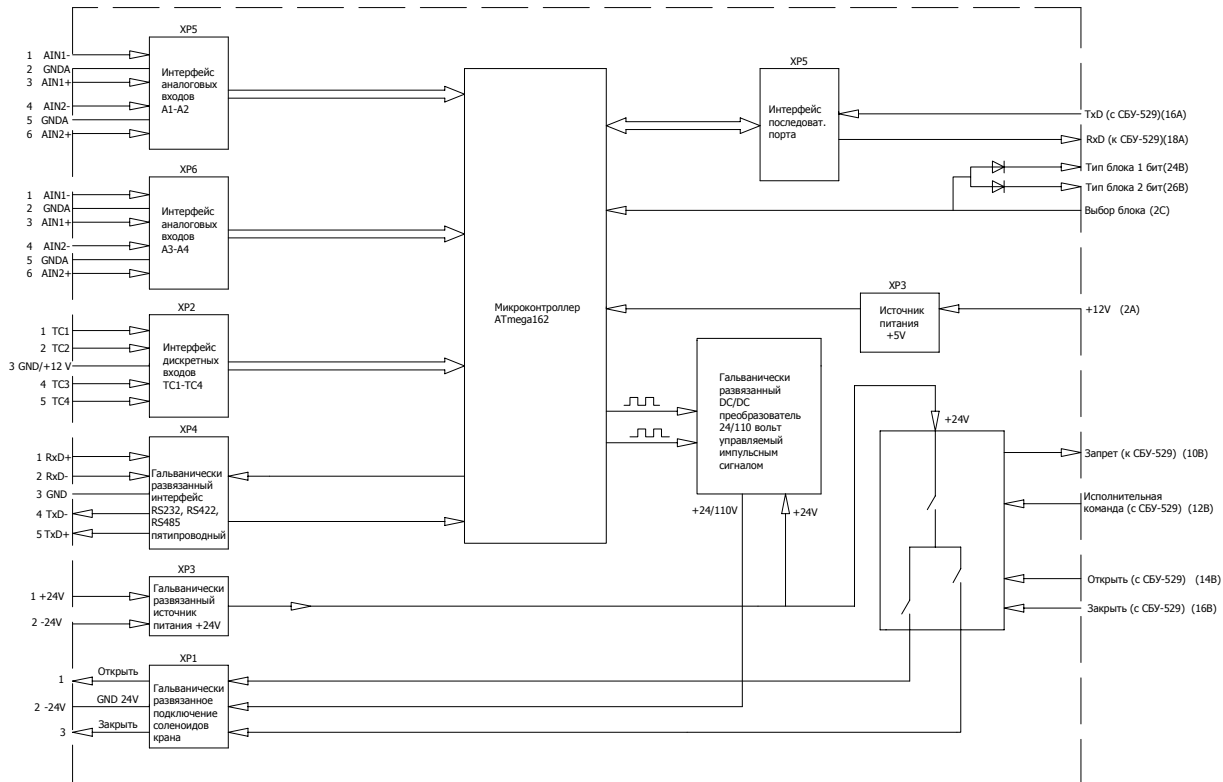 XP5
1 AIN1-
2 GNDA
3 AIN1+
4 AIN2-
5 GNDA
6 AIN2+
Интерфейс
аналоговых
входов
A1-A2
XP6
1 AIN1-
2 GNDA
3 AIN1+
4 AIN2-
5 GNDA
6 AIN2+
Интерфейс
аналоговых
входов
A3-A4
XP2
1 TC1
2 TC2
3 GND/+12 V
4 TC3
5 TC4
Интерфейс
дискретных
входов
TC1-TC4
XP4
1 RxD+
2 RxD-
3 GND
4 TxD-
5 TxD+
Гальванически
развязанный
интерфейс
RS232, RS422,
RS485
пятипроводный
XP3
1 +24V
2 -24V
Гальванически
развязанный
источник
питания +24V
XP1
1
Открыть
2 -24V
GND 24V
3
Закрыть
Гальванически
развязанное
подключение
соленоидов
крана
Микроконтроллер
ATmega162
XP5
Интерфейс
последоват.
порта
TxD (с СБУ-529)(16A)
RxD (к СБУ-529)(18A)
Тип блока 1 бит(24B)
Тип блока 2 бит(26B)
Выбор блока (2C)
XP3
Источник
питания
+5V
+12V (2A)
Гальванически
развязанный
DC/DC
преобразователь
24/110 вольт
управляемый
импульсным
сигналом
+24/110V
+24V
+24V
Запрет (к СБУ-529) (10B)
Исполнительная
команда (с СБУ-529) (12B)
Открыть (с СБУ-529) (14B)
Закрыть (с СБУ-529) (16B)